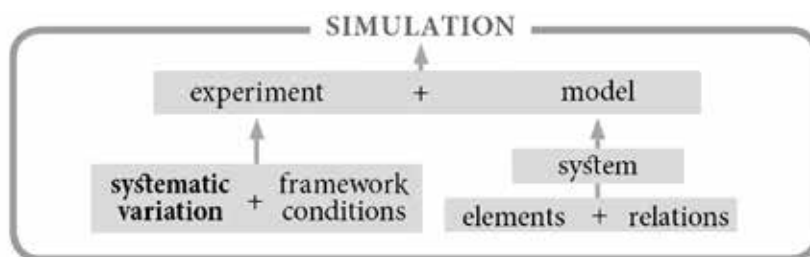 SIMULATION
experiment + model
systematic variation + framework conditions
system
elements + relations